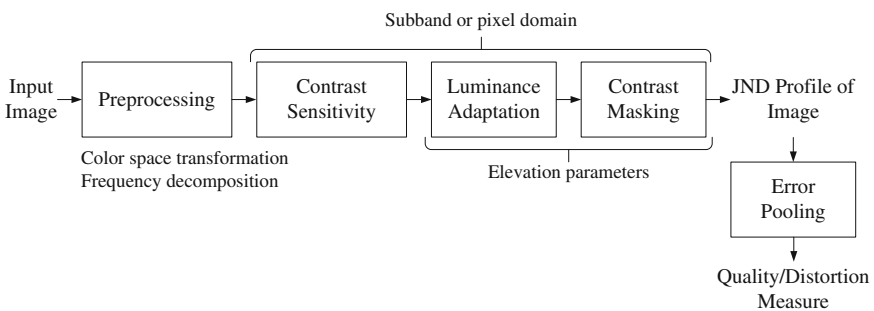 Subband or pixel domain
Input
Image
Preprocessing
Contrast
Sensitivity
Luminance
Adaptation
Contrast
Masking
JND Profile of
Image
Color space transformation
Frequency decomposition
Elevation parameters
Error
Pooling
Quality/Distortion
Measure